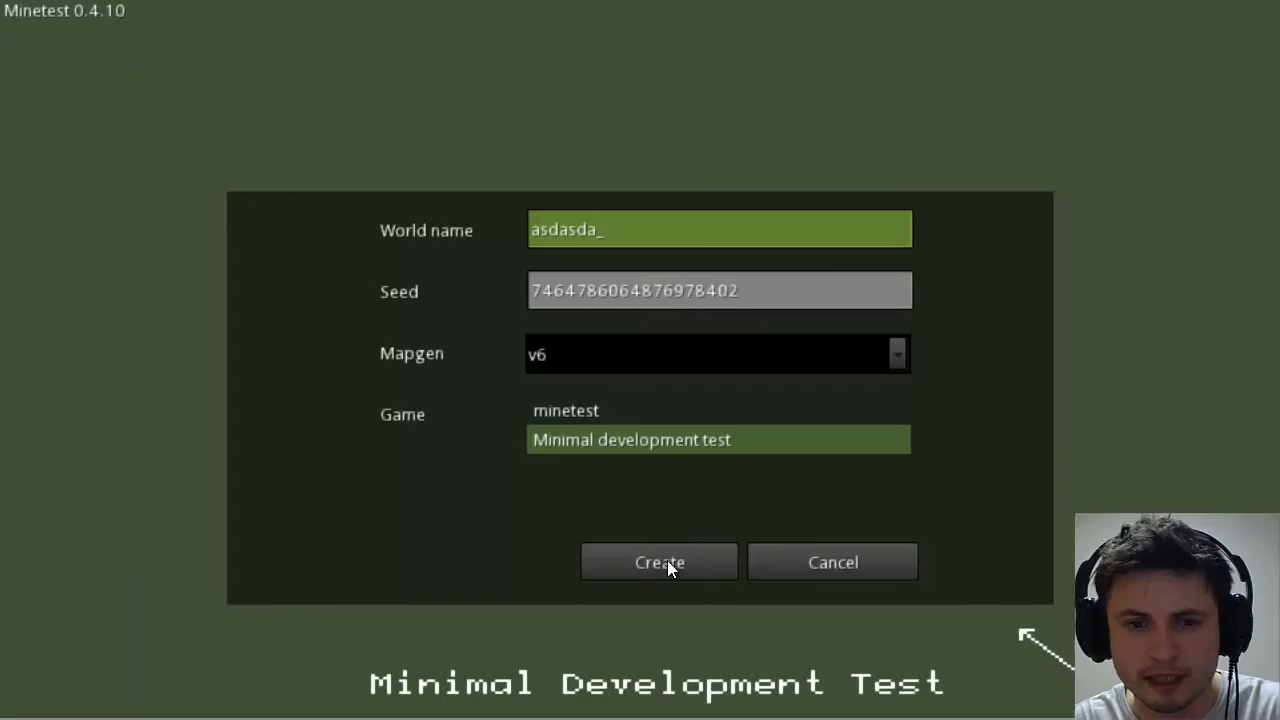 Minetest 0.4.10
World name asdasda_
Seed 7464786064876978402
Mapgen v6
Game minetest
Minimal development test
Create Cancel
Minimal Development Test